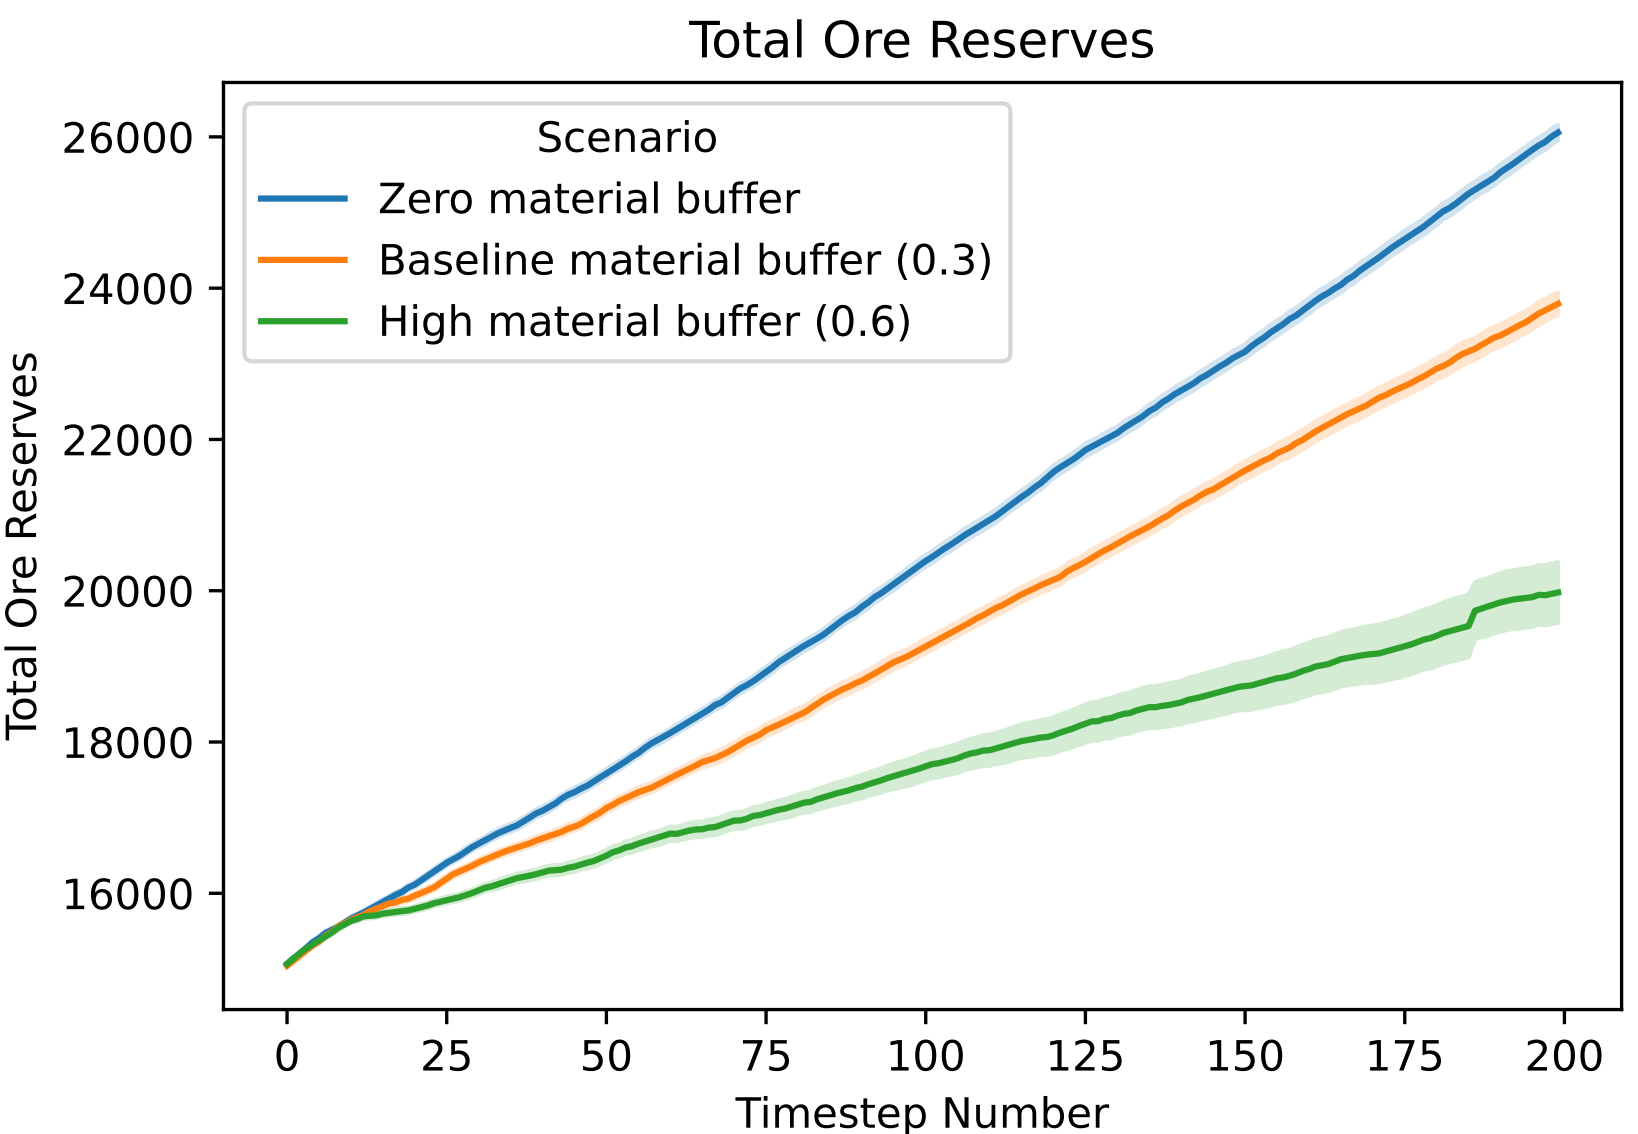 Total Ore Reserves
Scenario
Zero material buffer
Baseline material buffer (0.3)
High material buffer (0.6)
26000
24000
22000
20000
18000
16000
Total Ore Reserves
0 25 50 75 100 125 150 175 200
Timestep Number